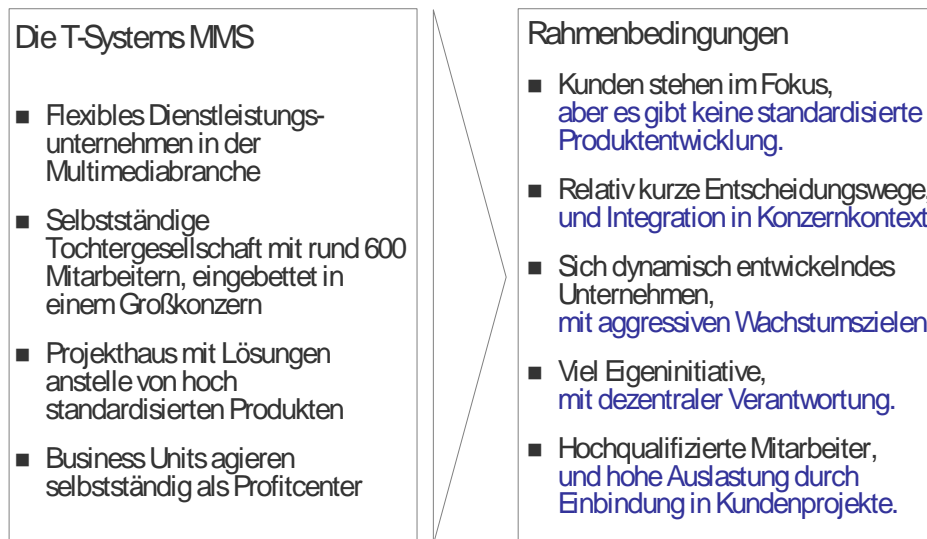 Die T-Systems MMS
■ Flexibles Dienstleistungs-
unternehmen in der
Multimediabranche
■ Selbstständige
Tochtergesellschaft mit rund 600
Mitarbeitern, eingebettet in
einem Großkonzern
■ Projekthaus mit Lösungen
anstelle von hoch
standardisierten Produkten
■ Business Units agieren
selbstständig als Profitcenter
Rahmenbedingungen
■ Kunden stehen im Fokus,
aber es gibt keine standardisierte
Produktentwicklung.
■ Relativ kurze Entscheidungswege,
und Integration in Konzernkontext
■ Sich dynamisch entwickelndes
Unternehmen,
mit aggressiven Wachstumszielen
■ Viel Eigeninitiative,
mit dezentraler Verantwortung.
■ Hochqualifizierte Mitarbeiter,
und hohe Auslastung durch
Einbindung in Kundenprojekte.